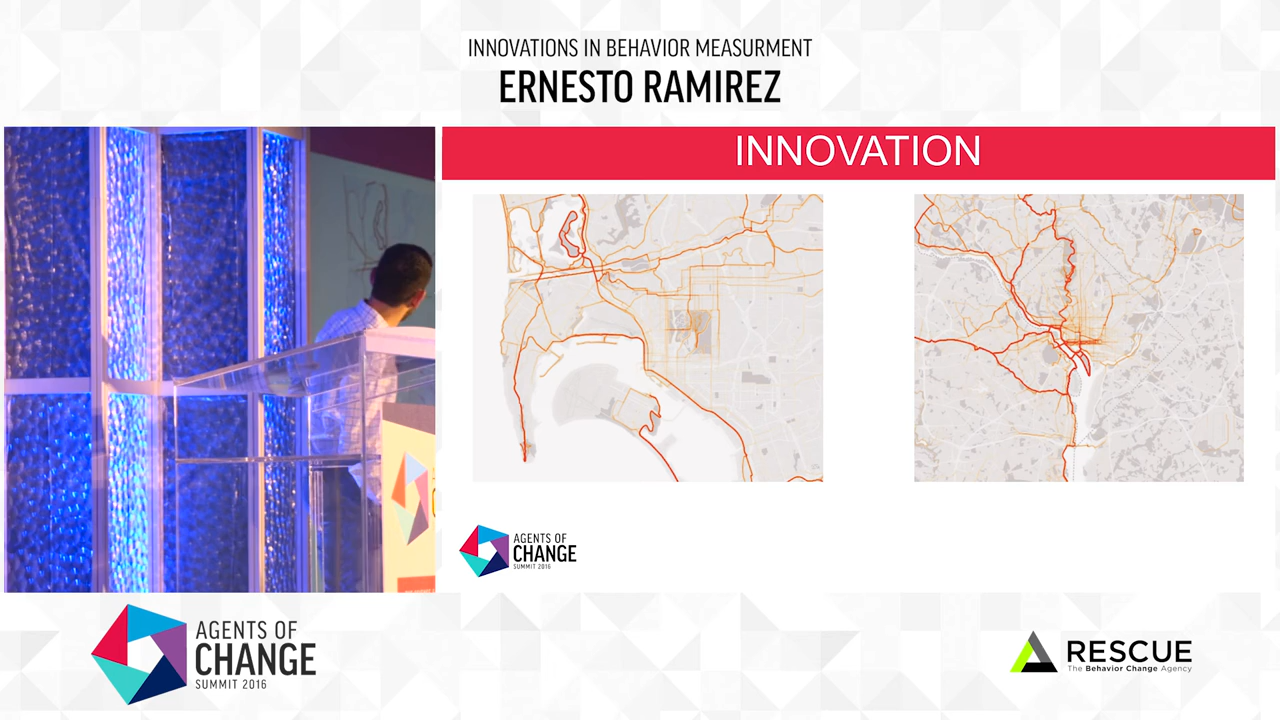 INNOVATIONS IN BEHAVIOR MEASURMENT
ERNESTO RAMIREZ
INNOVATION
AGENTS OF
CHANGE
SUMMIT 2016
AGENTS OF
CHANGE
SUMMIT 2016
RESCUE
The Behavior Change Agency